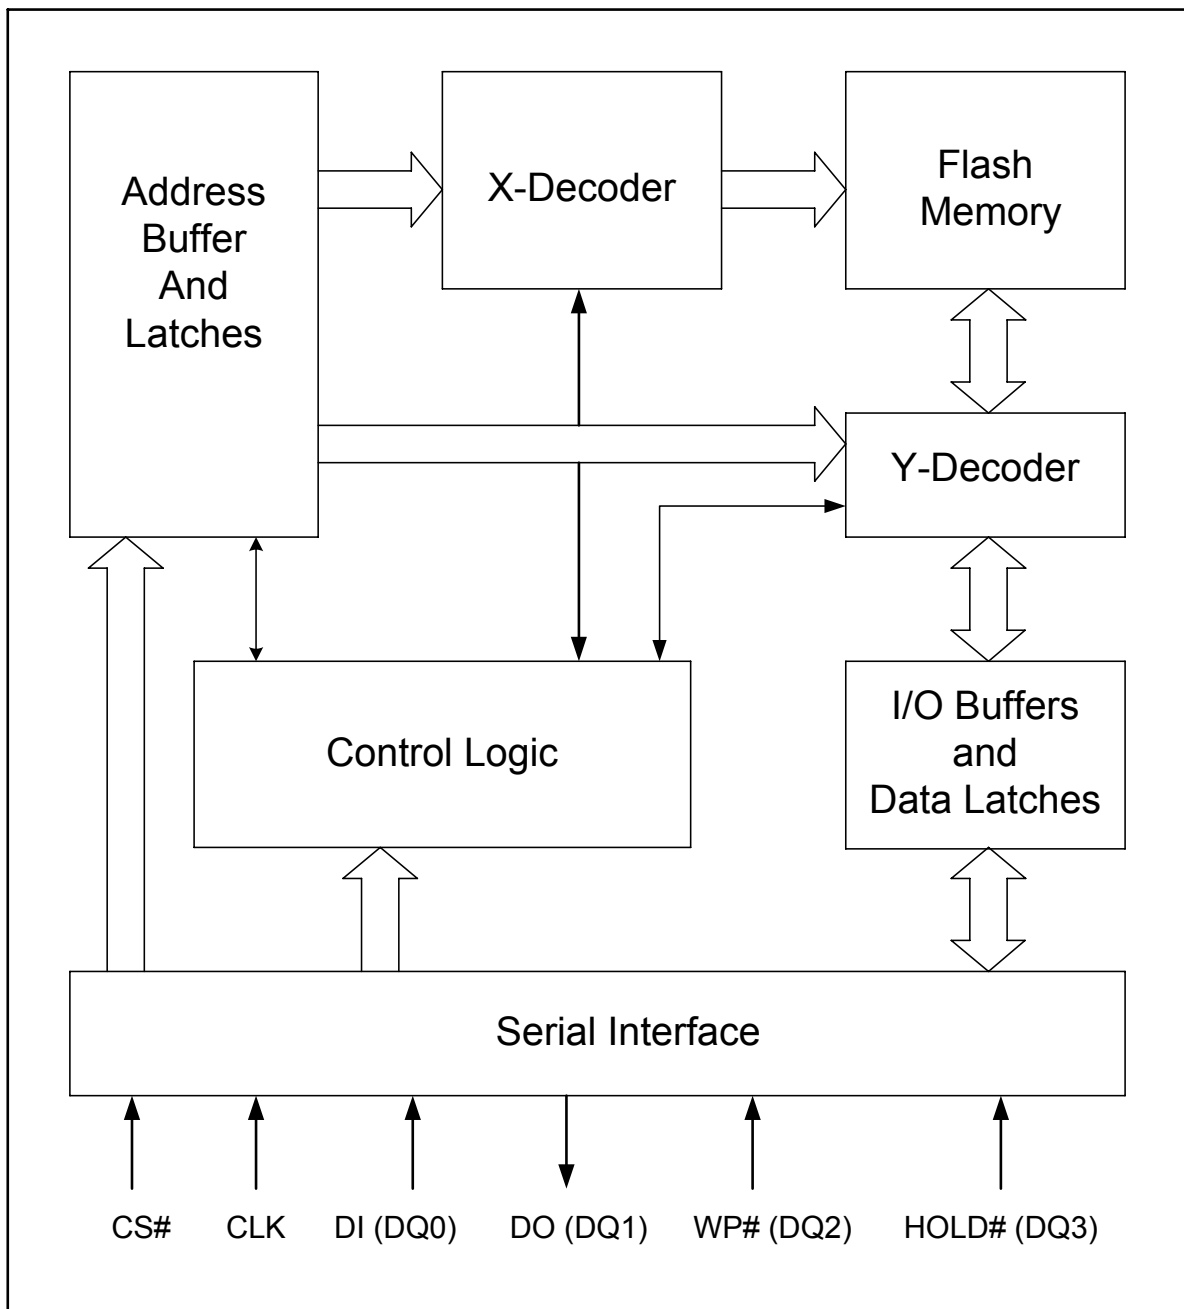 Address
Buffer
And
Latches
X-Decoder
Flash
Memory
Y-Decoder
Control Logic
I/O Buffers
and
Data Latches
Serial Interface
CS#
CLK
DI (DQ0)
DO (DQ1)
WP# (DQ2)
HOLD# (DQ3)